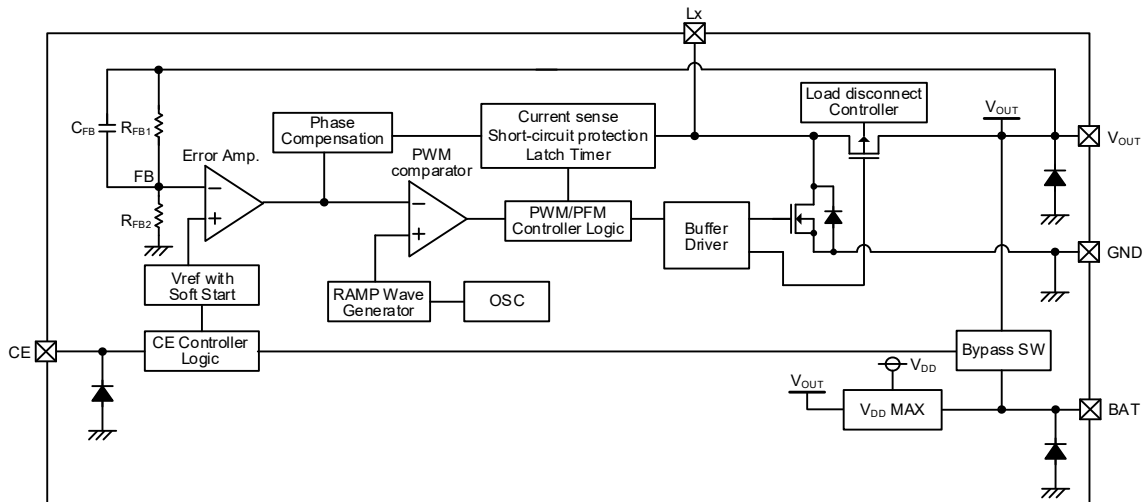 Lx
Load disconnect
Controller
VOUT
CFB
RFB1
Phase
Compensation
Current sense
Short-circuit protection
Latch Timer
VOUT
Error Amp.
PWM
comparator
FB
RFB2
PWM/PFM
Controller Logic
Buffer
Driver
GND
Vref with
Soft Start
RAMP Wave
Generator
OSC
CE
CE Controller
Logic
Bypass SW
VDD
VOUT
VDD MAX
BAT